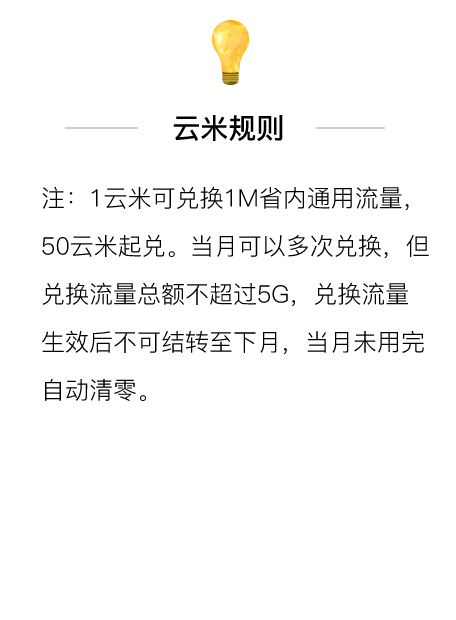 云米规则
注：1云米可兑换1M省内通用流量，
50云米起兑。当月可以多次兑换，但
兑换流量总额不超过5G，兑换流量
生效后不可结转至下月，当月未用完
自动清零。